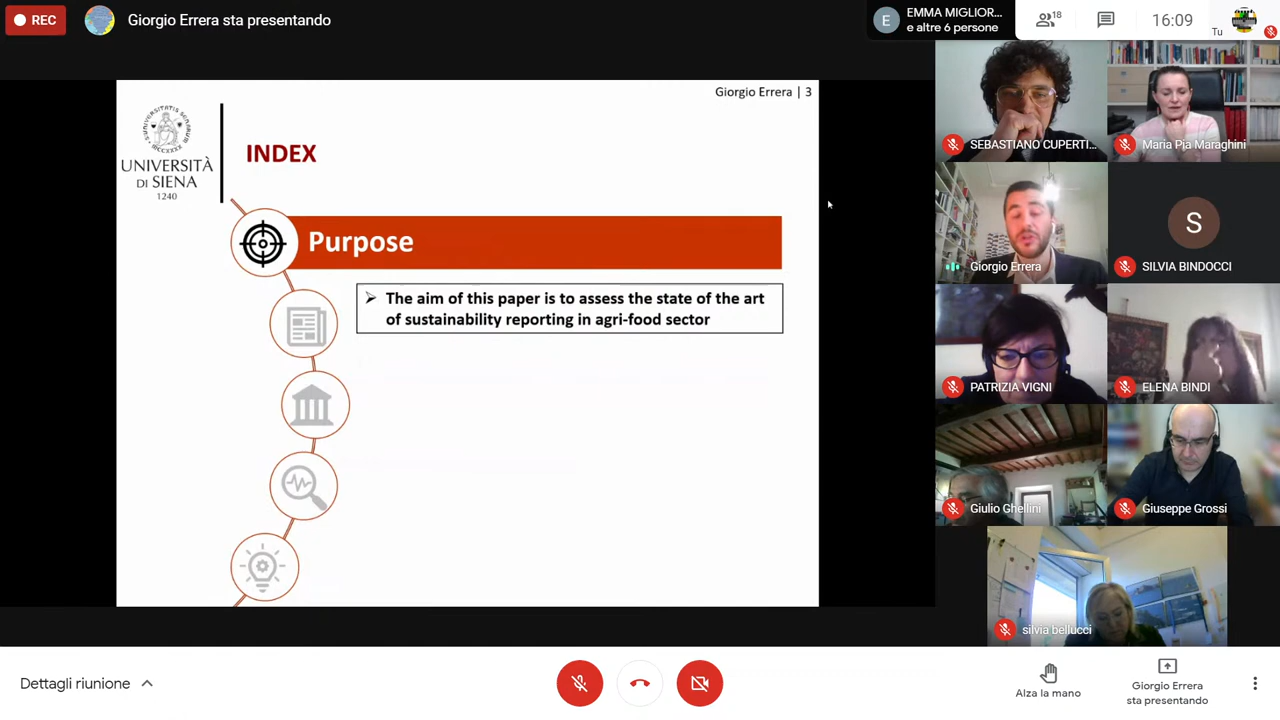 REC
Giorgio Errera sta presentando
E
EMMA MIGLIOR...
e altre 6 persone
18
16:09
Tu
Giorgio Errera | 3
UNIVERSITÀ
DI SIENA
1240
INDEX
Purpose
The aim of this paper is to assess the state of the art
of sustainability reporting in agri-food sector
SEBASTIANO CUPERTI...
Maria Pia Maraghini
Giorgio Errera
S
SILVIA BINDOCCI
PATRIZIA VIGNI
ELENA BINDI
Giulio Ghellini
Giuseppe Grossi
silvia bellucci
Dettagli riunione
Alza la mano
Giorgio Errera
sta presentando